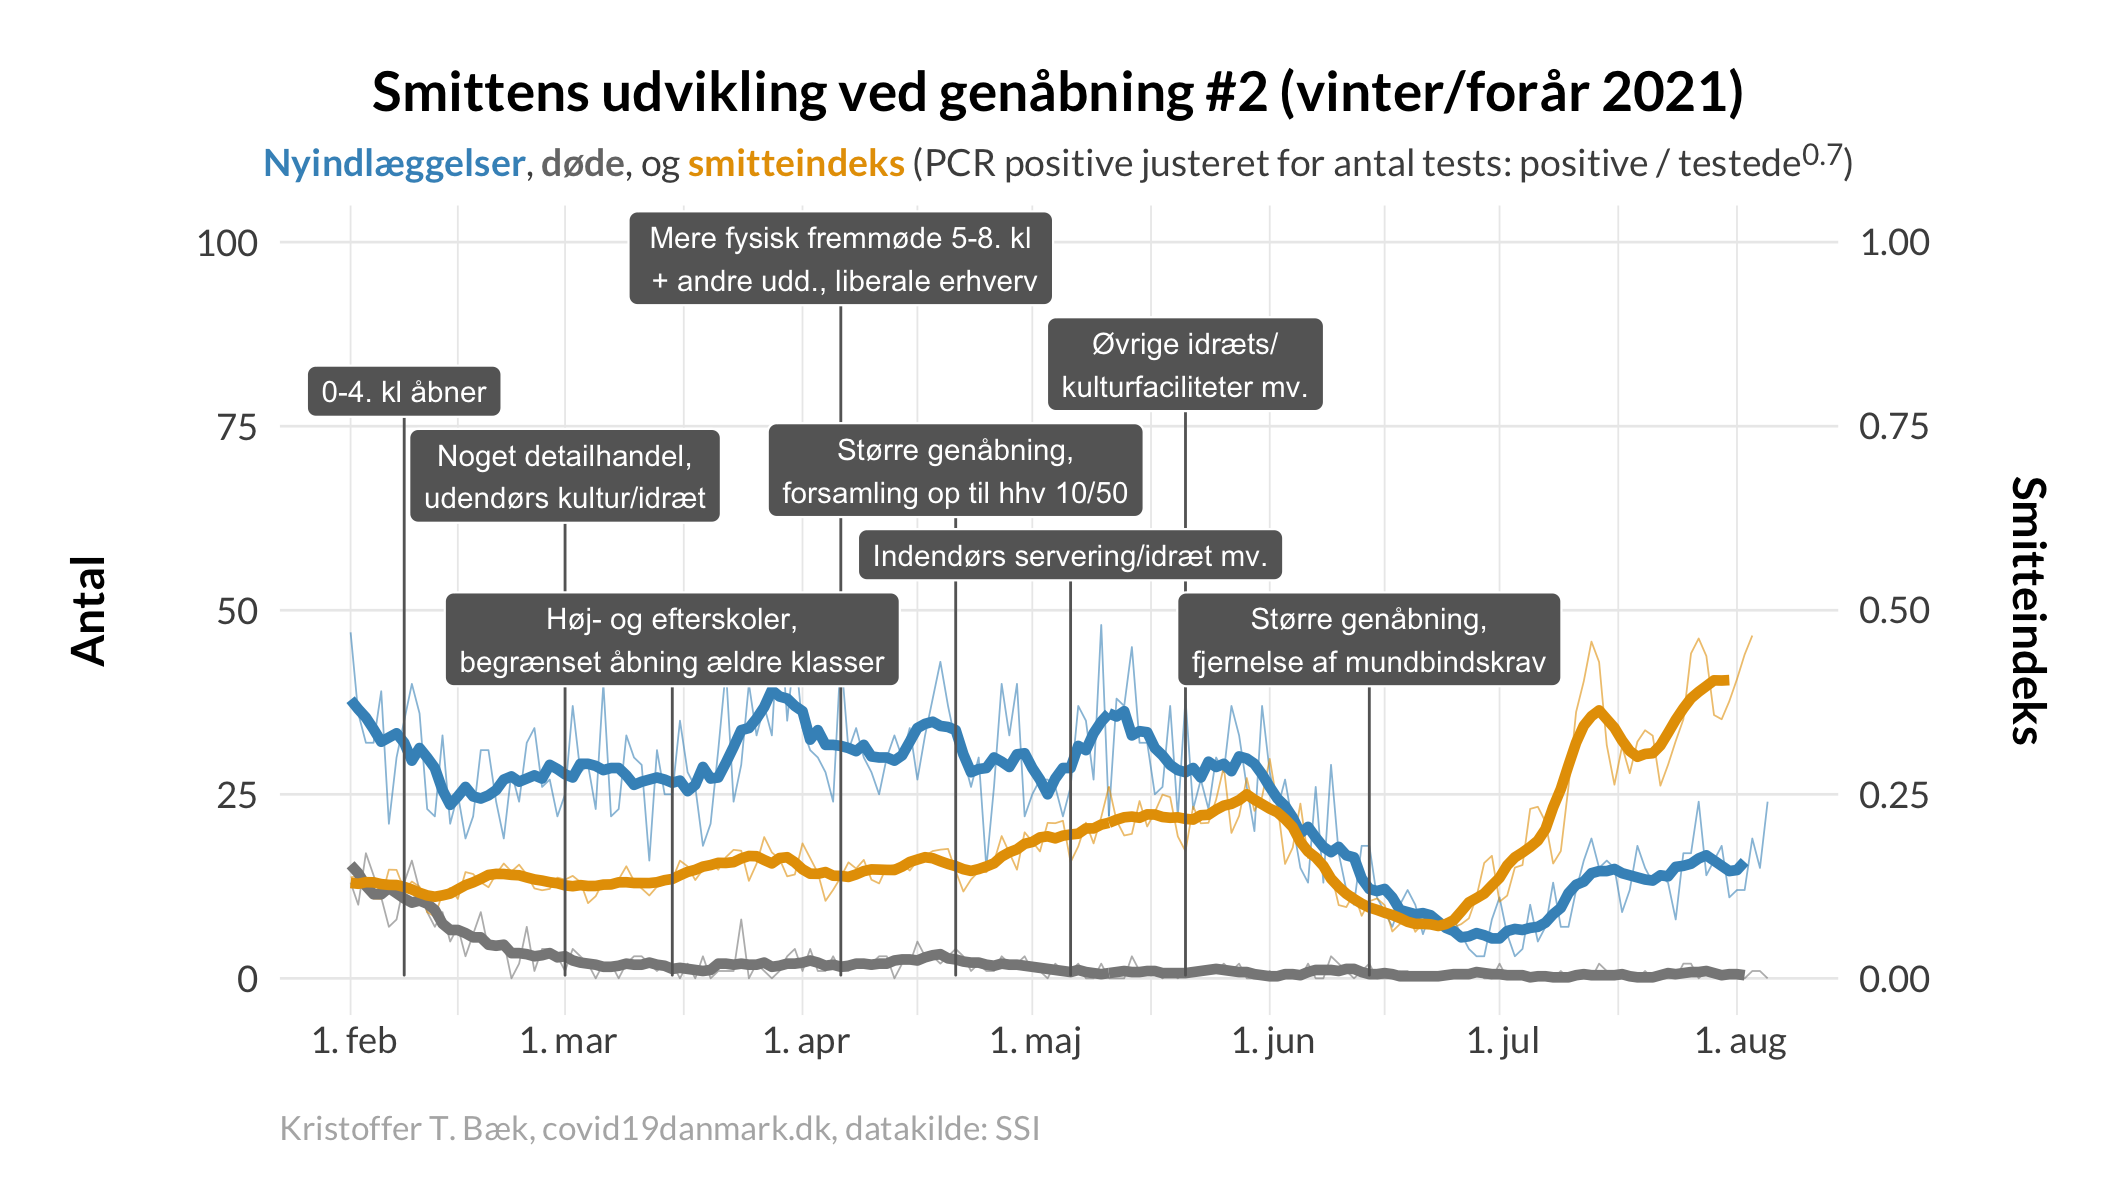 Smittens udvikling ved genåbning #2 (vinter/forår 2021)
Nyindlæggelser, døde, og smitteindeks (PCR positive justeret for antal tests: positive / testede^0.7)
Antal
100
75
50
25
0
Mere fysisk fremmøde 5-8. kl
+ andre udd., liberale erhverv
Øvrige idræts/
kulturfaciliteter mv.
0-4. kl åbner
Noget detailhandel,
udendørs kultur/idræt
Større genåbning,
forsamling op til hhv 10/50
Indendørs servering/idræt mv.
Høj- og efterskoler,
begrænset åbning ældre klasser
Større genåbning,
fjernelse af mundbindskrav
1.00
0.75
0.50
0.25
0.00
Smitteindeks
1. feb
1. mar
1. apr
1. maj
1. jun
1. jul
1. aug
Kristoffer T. Bæk, covid19danmark.dk, datakilde: SSI